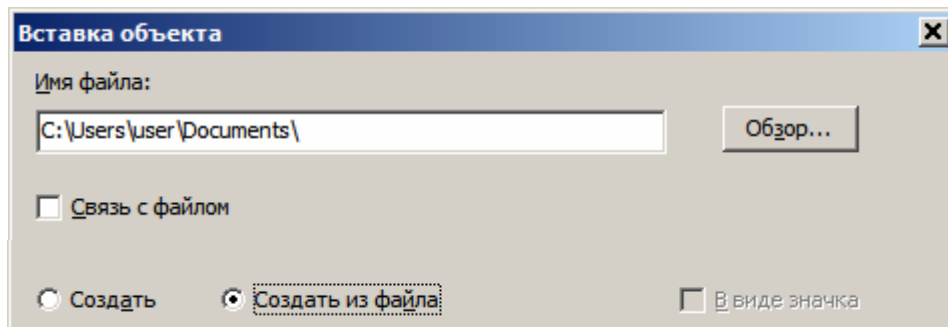 Вставка объекта
Имя файла:
C:\Users\user\Documents\
Обзор...
Связь с файлом
Создать Создать из файла В виде значка